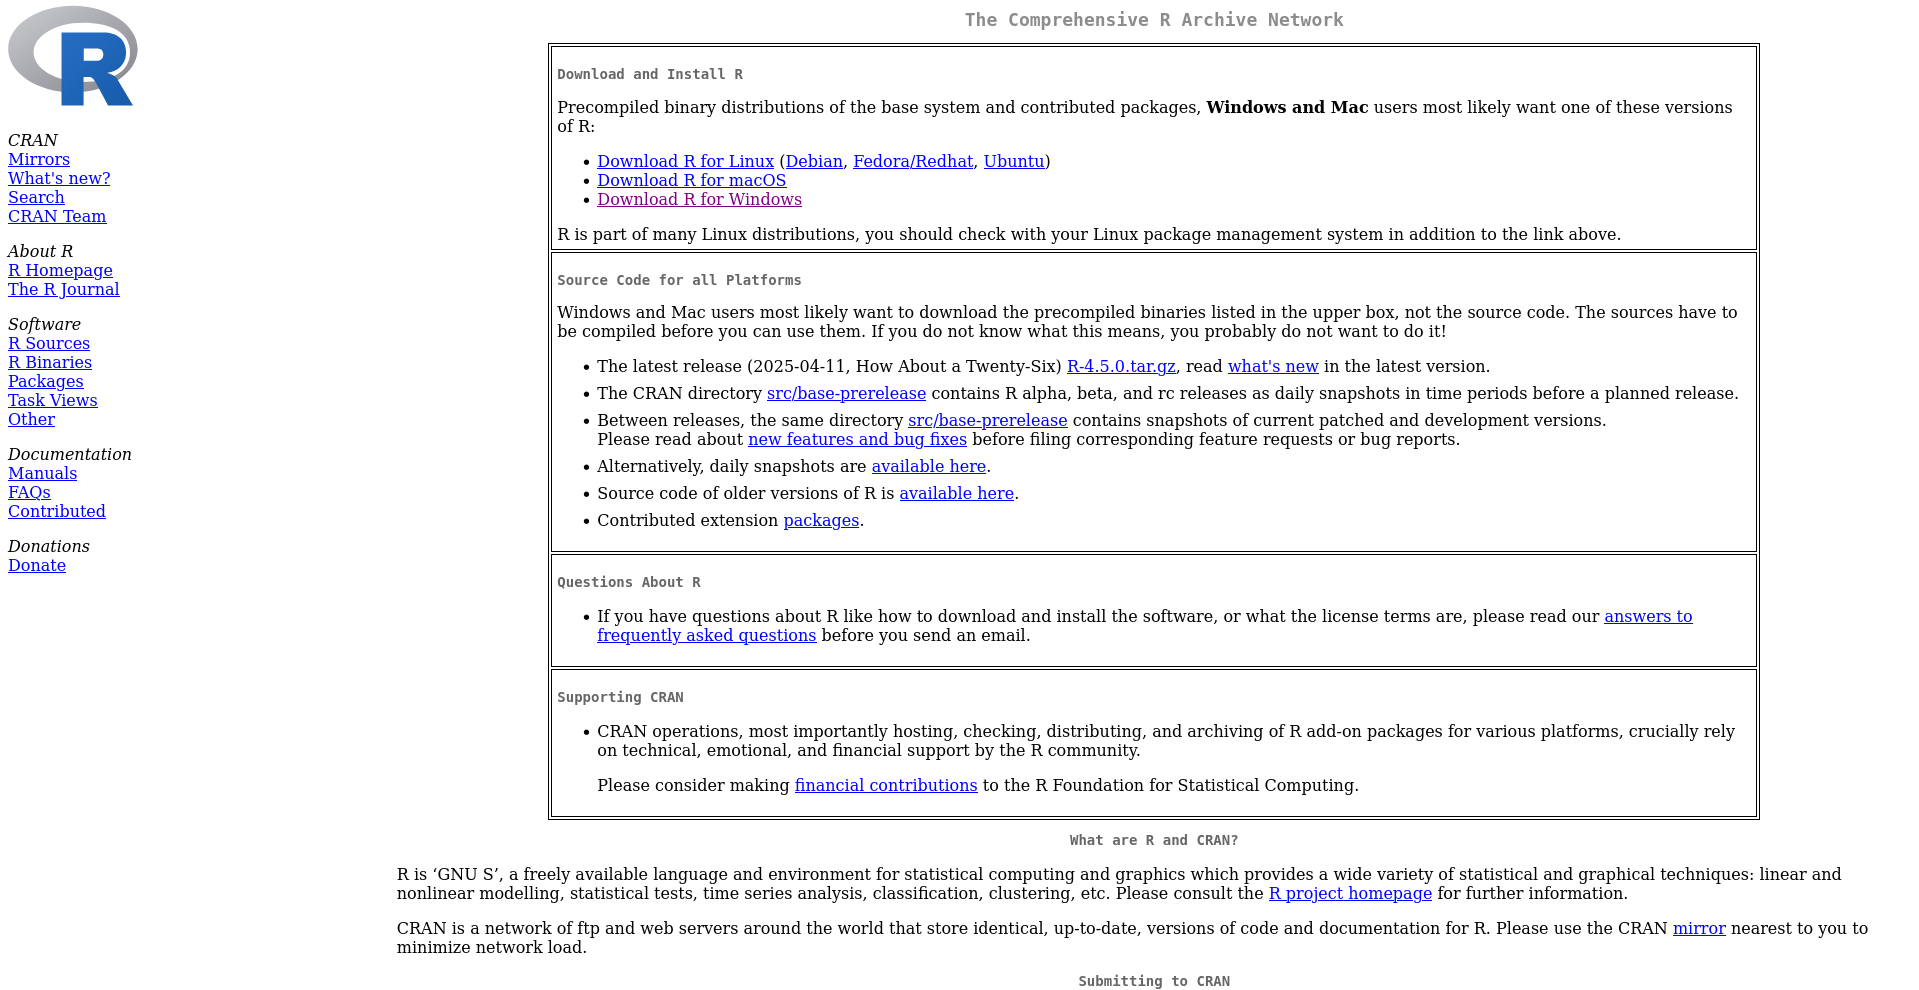 R
CRAN
Mirrors
What's new?
Search
CRAN Team
About R
R Homepage
The R Journal
Software
R Sources
R Binaries
Packages
Task Views
Other
Documentation
Manuals
FAQs
Contributed
Donations
Donate
The Comprehensive R Archive Network
Download and Install R
Precompiled binary distributions of the base system and contributed packages, Windows and Mac users most likely want one of these versions
of R:
• Download R for Linux (Debian, Fedora/Redhat, Ubuntu)
• Download R for macOS
• Download R for Windows
R is part of many Linux distributions, you should check with your Linux package management system in addition to the link above.
Source Code for all Platforms
Windows and Mac users most likely want to download the precompiled binaries listed in the upper box, not the source code. The sources have to
be compiled before you can use them. If you do not know what this means, you probably do not want to do it!
• The latest release (2025-04-11, How About a Twenty-Six) R-4.5.0.tar.gz, read what's new in the latest version.
• The CRAN directory src/base-prerelease contains R alpha, beta, and rc releases as daily snapshots in time periods before a planned release.
• Between releases, the same directory src/base-prerelease contains snapshots of current patched and development versions.
Please read about new features and bug fixes before filing corresponding feature requests or bug reports.
• Alternatively, daily snapshots are available here.
• Source code of older versions of R is available here.
• Contributed extension packages.
Questions About R
• If you have questions about R like how to download and install the software, or what the license terms are, please read our answers to
frequently asked questions before you send an email.
Supporting CRAN
• CRAN operations, most importantly hosting, checking, distributing, and archiving of R add-on packages for various platforms, crucially rely
on technical, emotional, and financial support by the R community.
Please consider making financial contributions to the R Foundation for Statistical Computing.
What are R and CRAN?
R is ‘GNU S’, a freely available language and environment for statistical computing and graphics which provides a wide variety of statistical and graphical techniques: linear and
nonlinear modelling, statistical tests, time series analysis, classification, clustering, etc. Please consult the R project homepage for further information.
CRAN is a network of ftp and web servers around the world that store identical, up-to-date, versions of code and documentation for R. Please use the CRAN mirror nearest to you to
minimize network load.
Submitting to CRAN